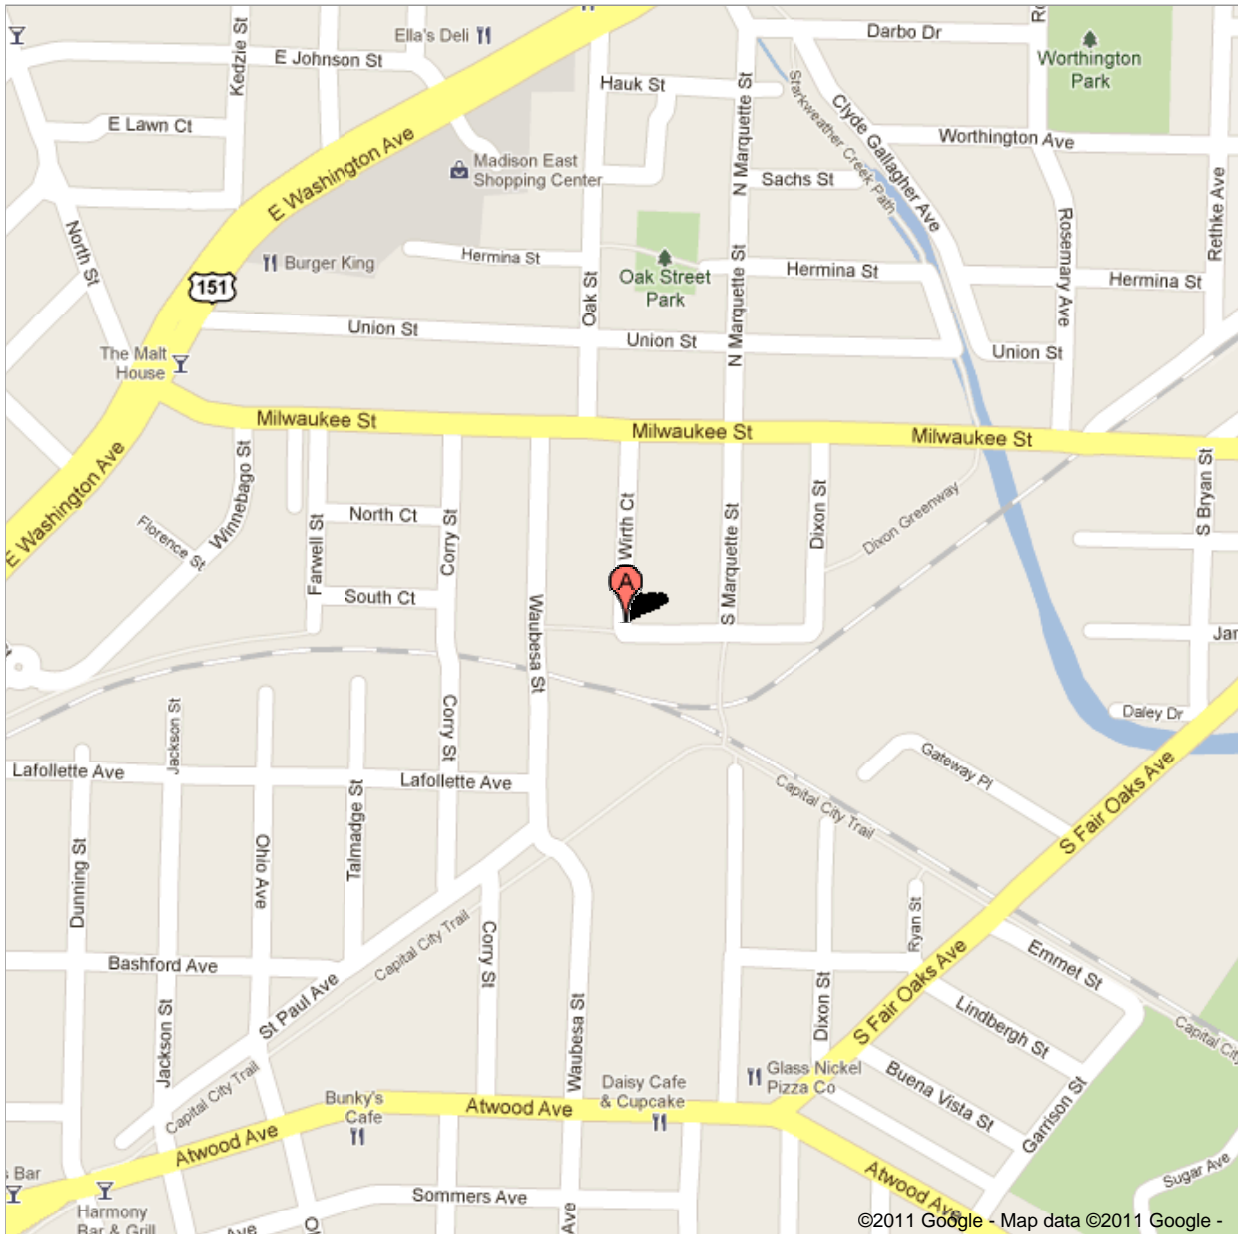 Ella's Deli
Darbo Dr
Kedzie St
E Johnson St
Worthington
Park
Hauk St
N Marquette St
Starkweather Creek Path
Clyde Gallagher Ave
E Lawn Ct
E Washington Ave
Worthington Ave
Madison East
Shopping Center
Sachs St
Rethke Ave
North St
Rosemary Ave
Burger King
Hermina St
Oak Street
Park
Hermina St
Hermina St
151
Oak St
N Marquette St
Union St
Union St
Union St
The Malt
House
Milwaukee St
Milwaukee St
Milwaukee St
E Washington Ave
Winnebago St
Florence St
Farwell St
North Ct
Corry St
Wirth Ct
S Marquette St
Dixon St
Dixon Greenway
S Bryan St
A
South Ct
Waubesa St
Jar
Jackson St
Corry St
Daley Dr
Lafollette Ave
Lafollette Ave
Gateway Pl
Capital City Trail
S Fair Oaks Ave
Dunning St
Ohio Ave
Talmadge St
Ryan St
Bashford Ave
Capital City Trail
Corry St
Emmet St
S Fair Oaks Ave
St Paul Ave
Jackson St
Waubesa St
Dixon St
Lindbergh St
Capital City
Capital City Trail
Glass Nickel
Pizza Co
Buena Vista St
Garrison St
Daisy Cafe
& Cupcake
Bunky's
Cafe
Atwood Ave
Atwood Ave
Atwood Ave
s Bar
Sugar Ave
Sommers Ave
Harmony
Bar & Grill
Ave
Ave
©2011 Google - Map data ©2011 Google -